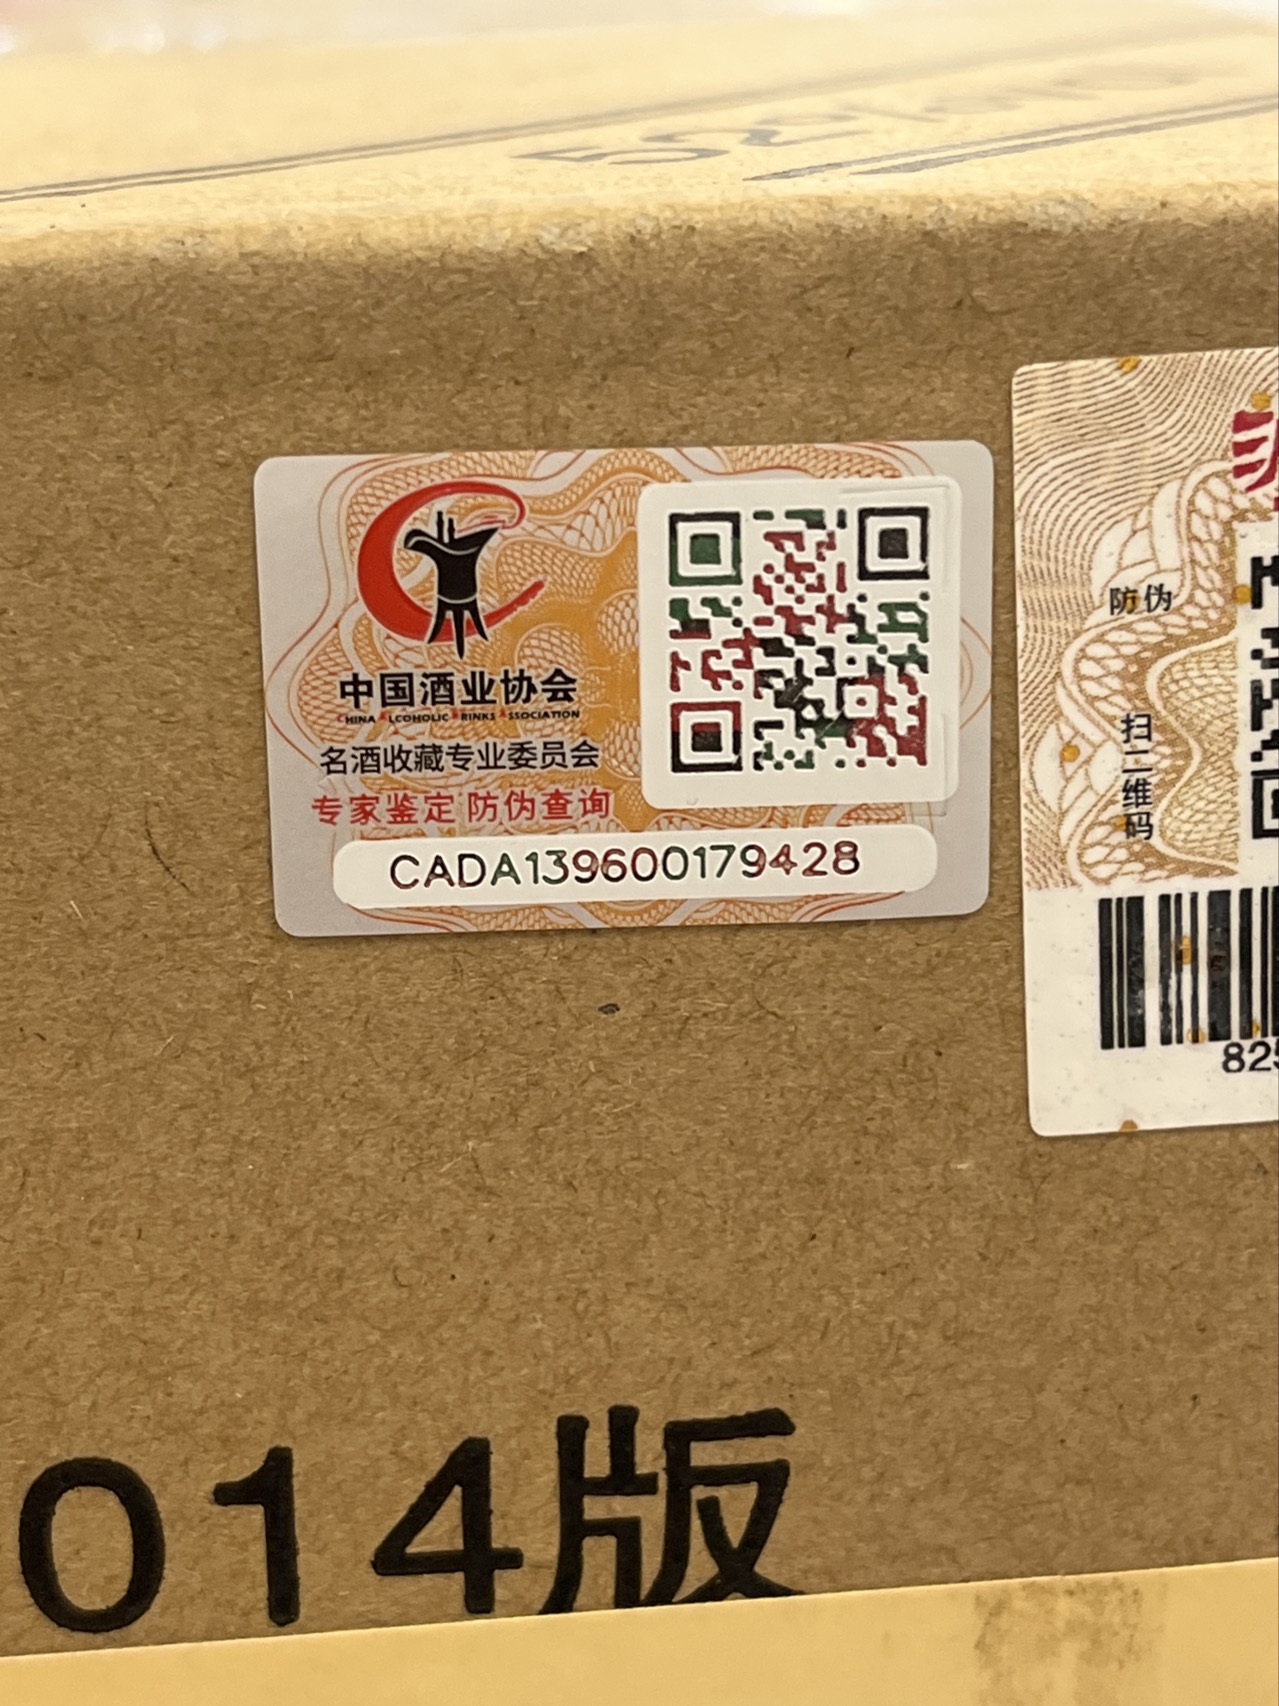 52%vol
中国酒业协会
CHINA ALCOHOLIC DRINKS ASSOCIATION
名酒收藏专业委员会
专家鉴定 防伪查询
CADA139600179428
防伪
扫二维码
825
014版